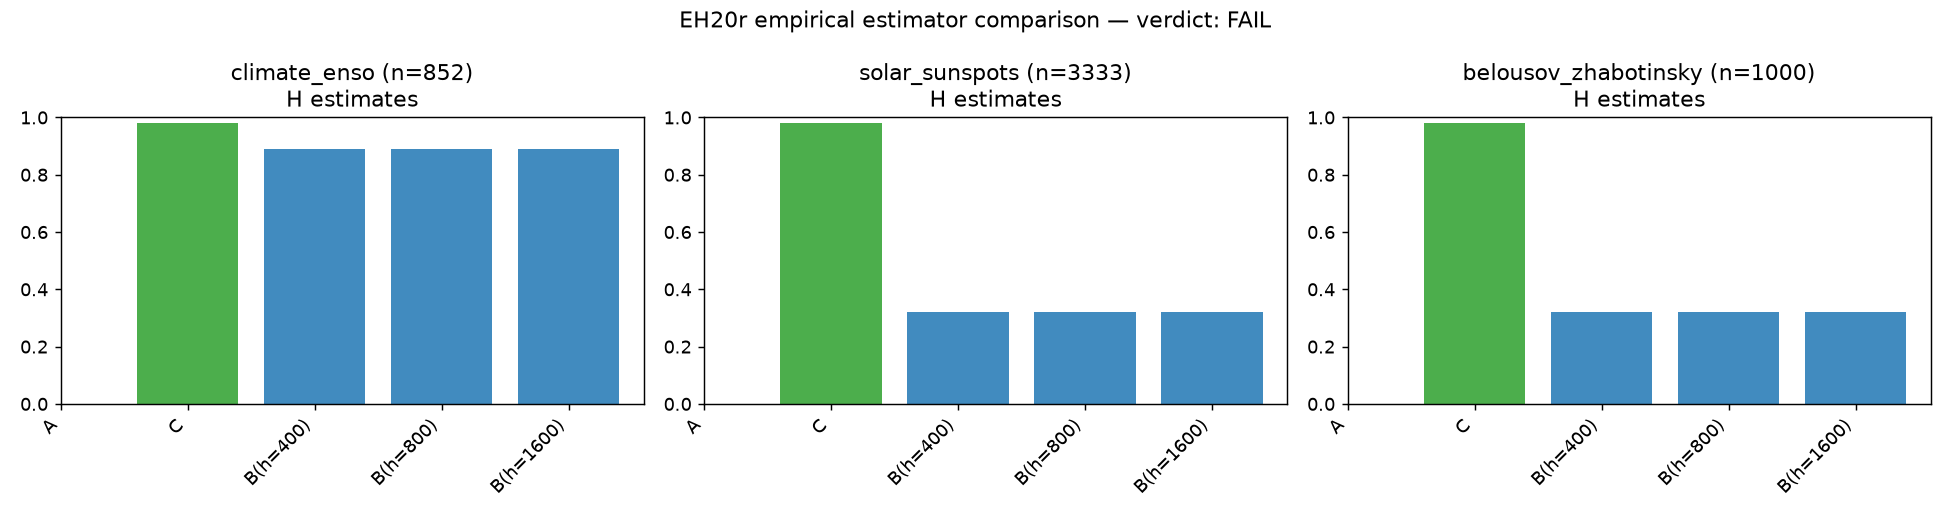 EH20r empirical estimator comparison — verdict: FAIL
climate_enso (n=852)
H estimates
1.0
0.8
0.6
0.4
0.2
0.0
A
C
B(h=400)
B(h=800)
B(h=1600)
solar_sunspots (n=3333)
H estimates
1.0
0.8
0.6
0.4
0.2
0.0
A
C
B(h=400)
B(h=800)
B(h=1600)
belousov_zhabotinsky (n=1000)
H estimates
1.0
0.8
0.6
0.4
0.2
0.0
A
C
B(h=400)
B(h=800)
B(h=1600)